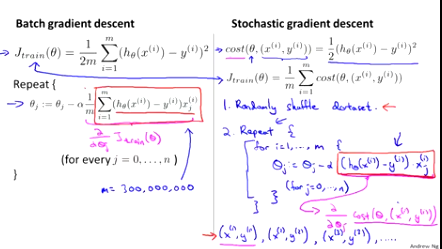 Batch gradient descent
J_train(θ) = 1/2m ∑_{i=1}^{m} (h_θ(x^(i)) − y^(i))²
Repeat {
θ_j := θ_j − α 1/m ∑_{i=1}^{m} (h_θ(x^(i)) − y^(i)) x_j^(i)
∂/∂θ_j J_train(θ)
(for every j = 0, . . . , n )
}
m = 300,000,000
Stochastic gradient descent
cost(θ, (x^(i), y^(i))) = 1/2 (h_θ(x^(i)) − y^(i))²
J_train(θ) = 1/m ∑_{i=1}^{m} cost(θ, (x^(i), y^(i)))
1. Randomly shuffle dataset.
2. Repeat {
for i=1,...,m {
θ_j := θ_j − α (h_θ(x^(i)) − y^(i)) · x_j^(i)
(for j=0,...,n)
}
}
∂/∂θ_j cost(θ, (x^(i), y^(i)))
(x^(1), y^(1)), (x^(2), y^(2)), (x^(3), y^(3)), ....
Andrew Ng